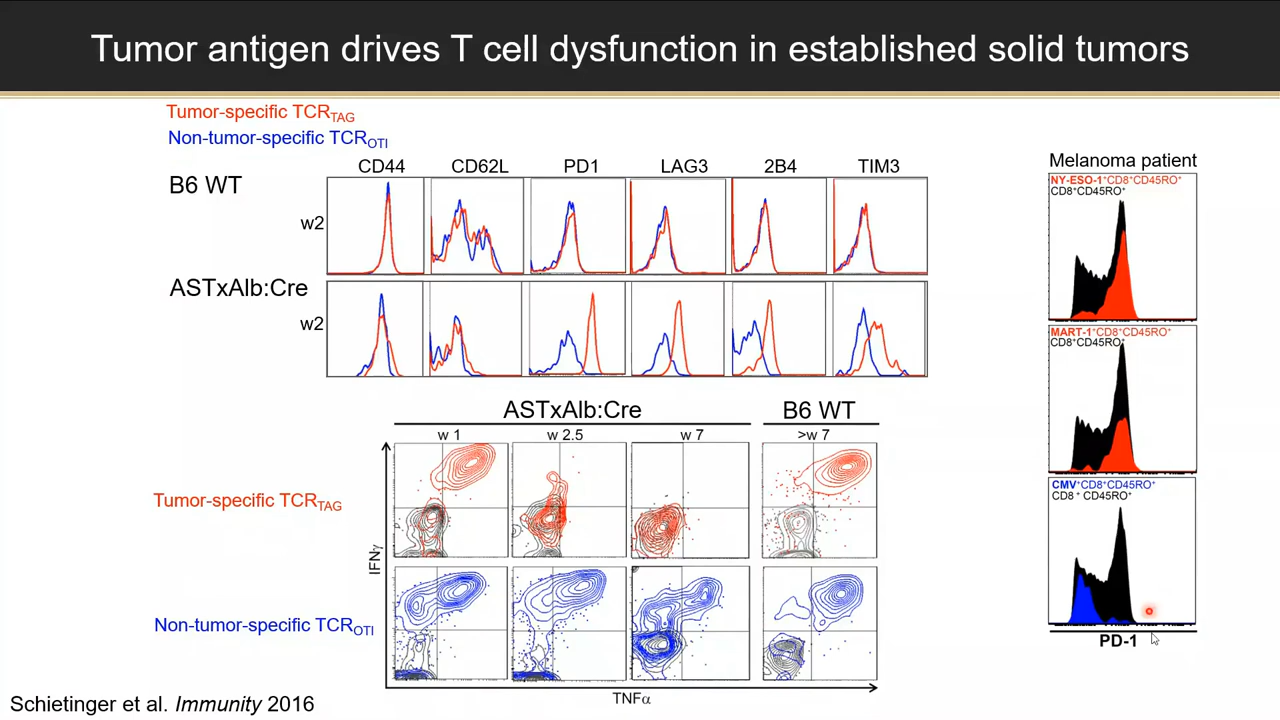 Tumor antigen drives T cell dysfunction in established solid tumors
Tumor-specific TCRTAG
Non-tumor-specific TCROTI
CD44 CD62L PD1 LAG3 2B4 TIM3
B6 WT
w2
ASTxAlb:Cre
w2
ASTxAlb:Cre B6 WT
w 1 w 2.5 w 7 >w 7
Tumor-specific TCRTAG
Non-tumor-specific TCROTI
IFNγ
TNFα
Melanoma patient
NY-ESO-1+CD8+CD45RO+
CD8+CD45RO+
MART-1+CD8+CD45RO+
CD8+CD45RO+
CMV+CD8+CD45RO+
CD8+ CD45RO+
PD-1
Schietinger et al. Immunity 2016